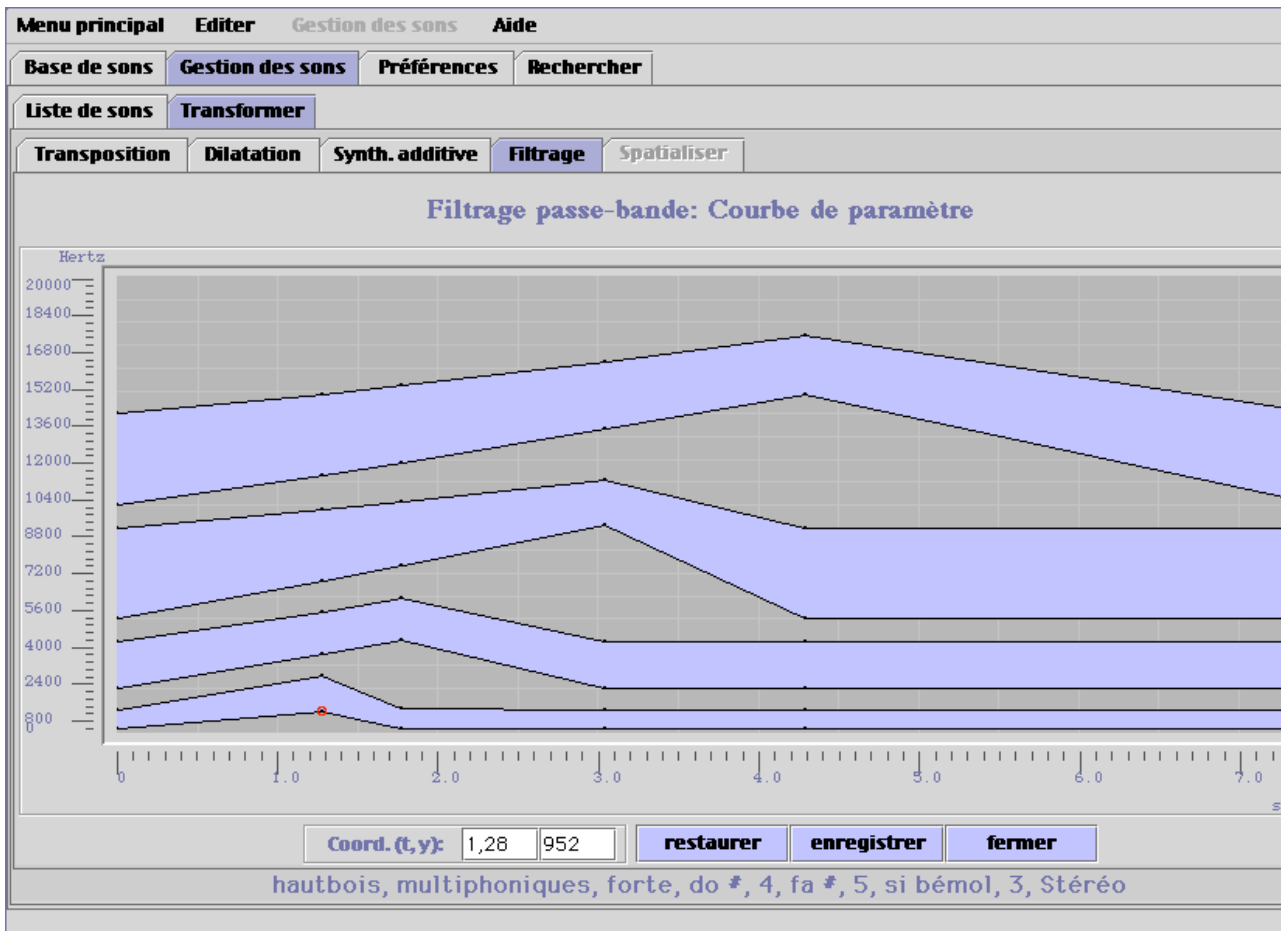 Menu principal Editer Gestion des sons Aide
Base de sons Gestion des sons Préférences Rechercher
Liste de sons Transformer
Transposition Dilatation Synth. additive Filtrage Spatialiser
Filtrage passe-bande: Courbe de paramètre
Hertz
20000
18400
16800
15200
13600
12000
10400
8800
7200
5600
4000
2400
800
0
0 1.0 2.0 3.0 4.0 5.0 6.0 7.0
s
Coord. (t, y): 1,28 952 restaurer enregistrer fermer
hautbois, multiphoniques, forte, do #, 4, fa #, 5, si bémol, 3, Stéréo